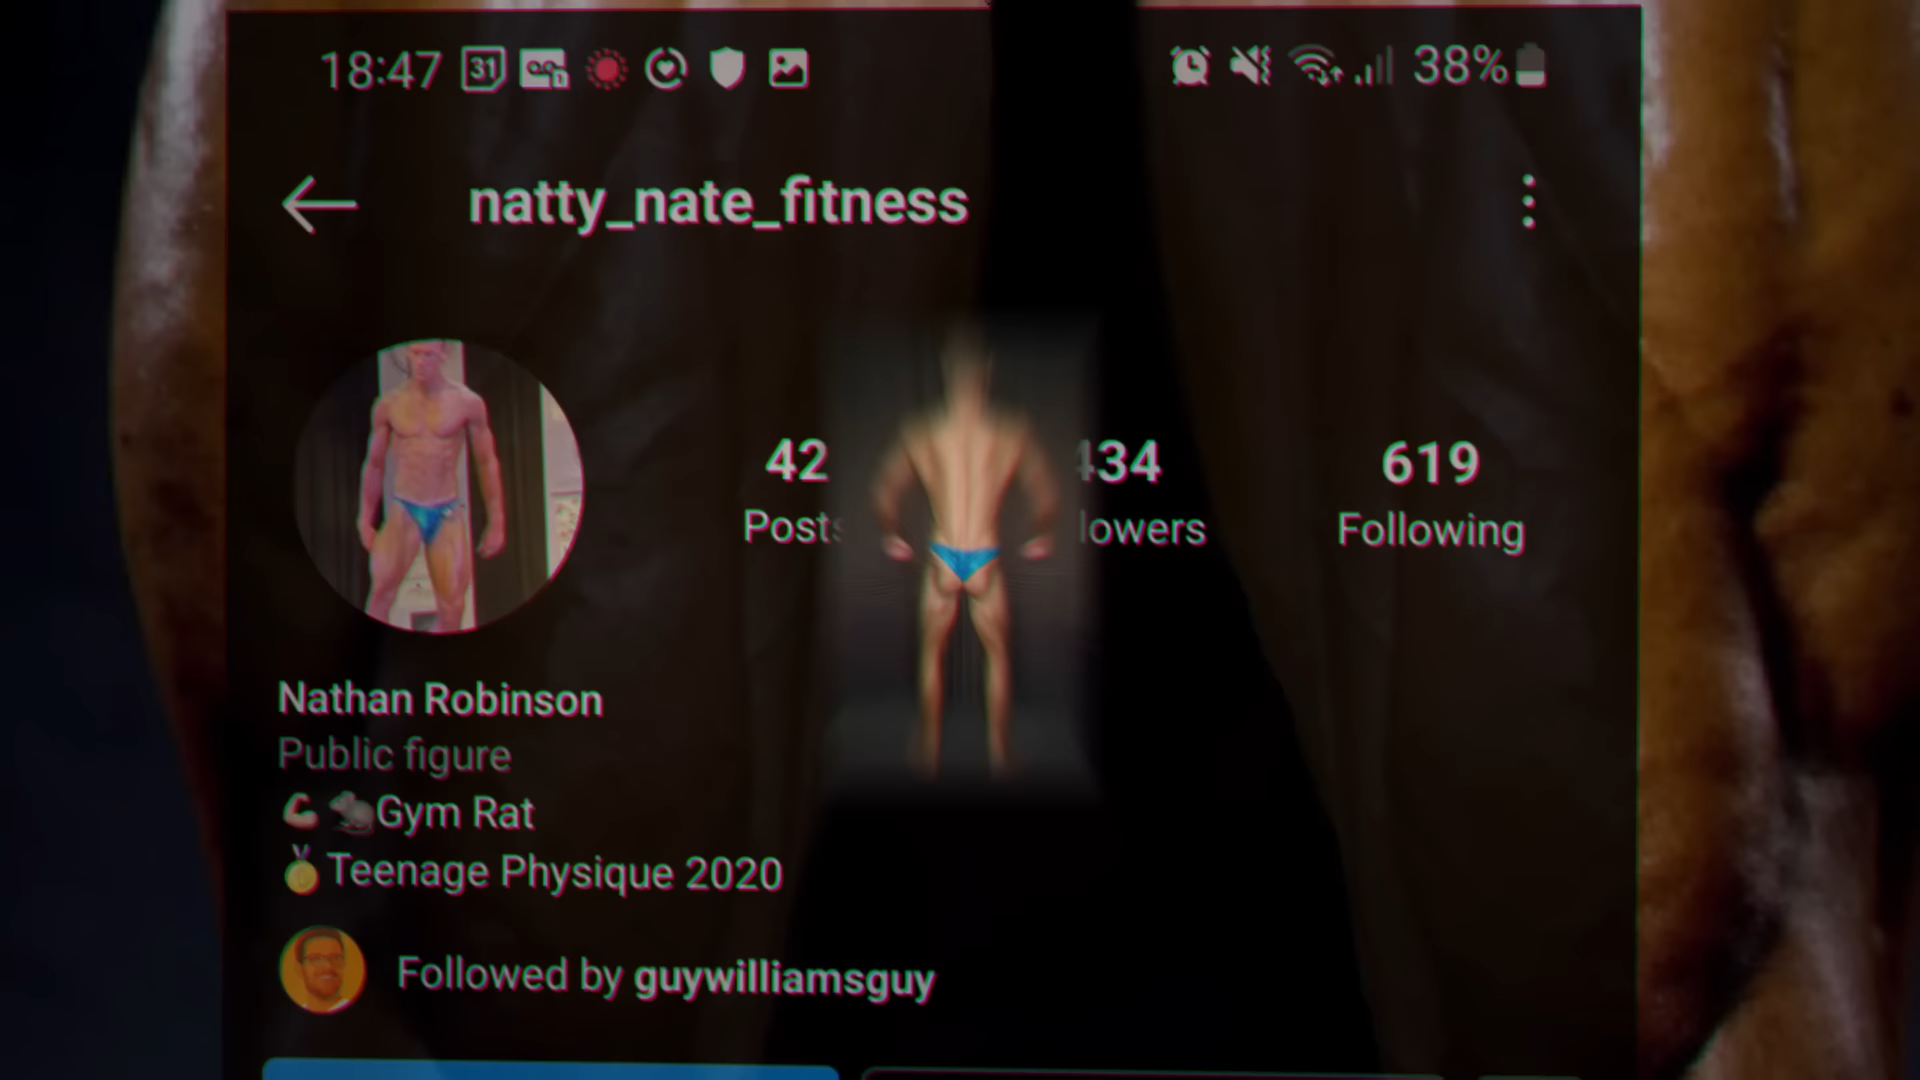 18:47 31 38%
natty_nate_fitness
42 434 619
Posts lowers Following
Nathan Robinson
Public figure
Gym Rat
Teenage Physique 2020
Followed by guywilliamsguy